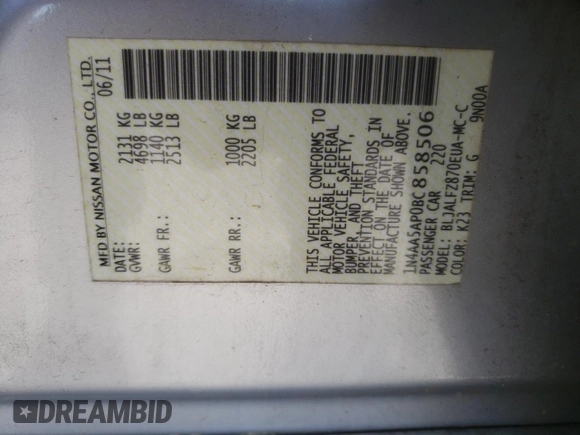 MFD BY NISSAN MOTOR CO., LTD.
DATE: 06/11
GVWR: 2131 KG
4698 LB
GAWR FR.: 1140 KG
2513 LB
GAWR RR.: 1000 KG
2205 LB
THIS VEHICLE CONFORMS TO
ALL APPLICABLE FEDERAL
MOTOR VEHICLE SAFETY,
BUMPER, AND THEFT
PREVENTION STANDARDS IN
EFFECT ON THE DATE OF
MANUFACTURE SHOWN ABOVE.
1N4AA5AP0BC858506
PASSENGER CAR 220
MODEL: BLJALFZ870EUA-MC-C
COLOR: K23 TRIM: G 9N00A
DREAMBID